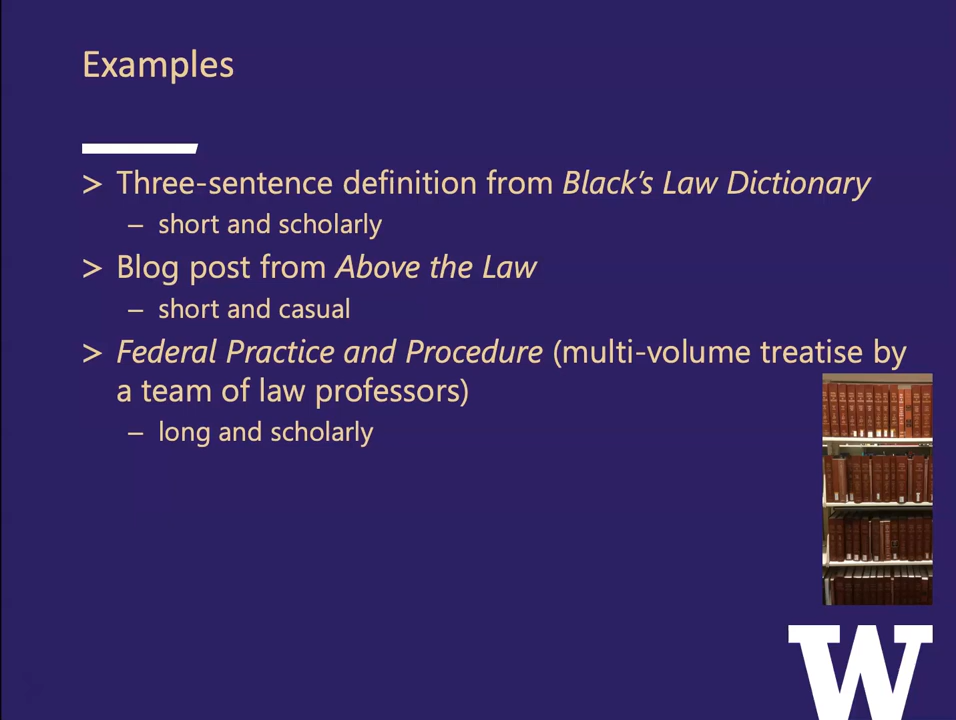 Examples
> Three-sentence definition from Black's Law Dictionary
– short and scholarly
> Blog post from Above the Law
– short and casual
> Federal Practice and Procedure (multi-volume treatise by
a team of law professors)
– long and scholarly
W